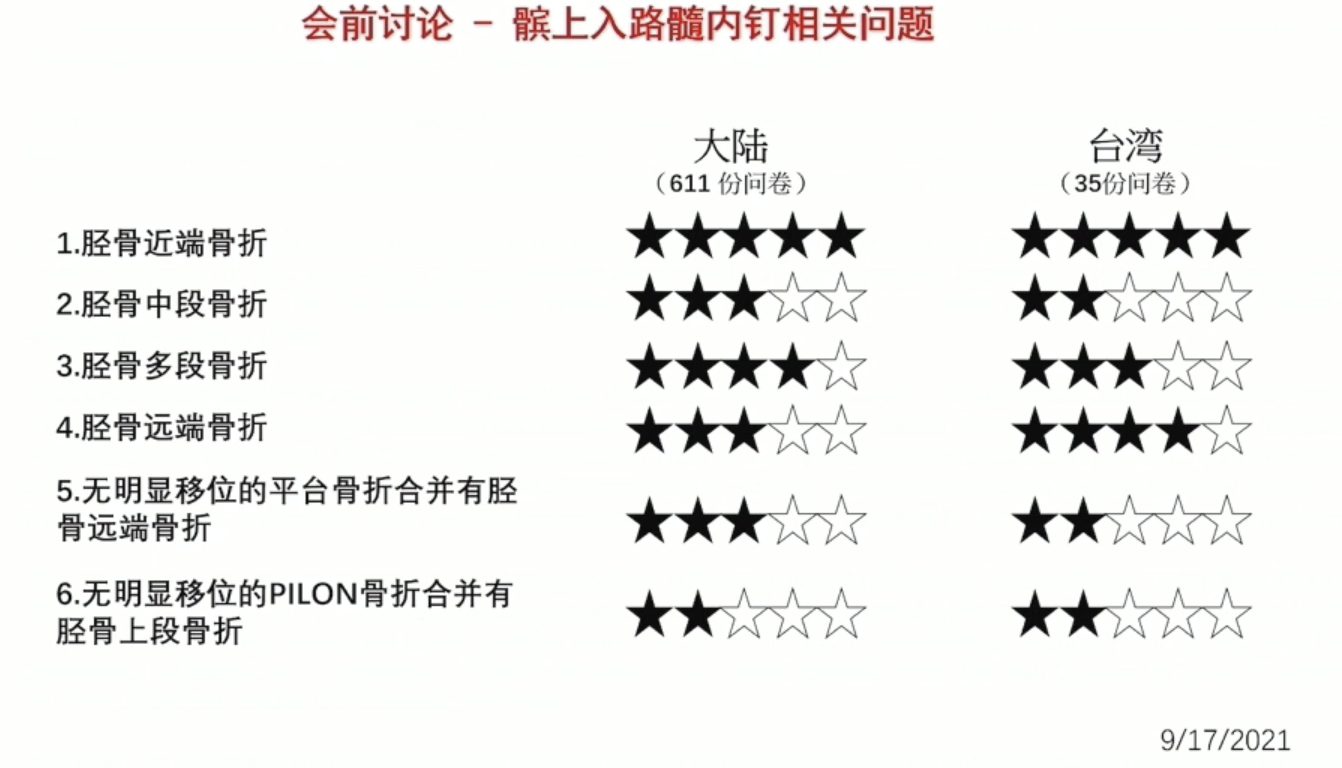 会前讨论 - 髌上入路髓内钉相关问题
大陆 台湾
（611 份问卷） （35份问卷）
1.胫骨近端骨折 ★★★★★ ★★★★★
2.胫骨中段骨折 ★★★☆☆ ★★☆☆☆
3.胫骨多段骨折 ★★★★☆ ★★★☆☆
4.胫骨远端骨折 ★★★☆☆ ★★★★☆
5.无明显移位的平台骨折合并有胫
骨远端骨折 ★★★☆☆ ★★☆☆☆
6.无明显移位的PILON骨折合并有
胫骨上段骨折 ★★☆☆☆ ★★☆☆☆
9/17/2021